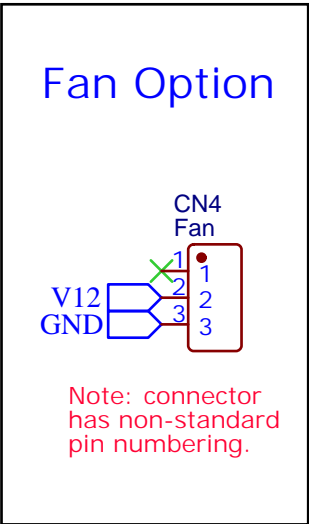 Fan Option
CN4
Fan
1
1
V12
2
2
GND
3
3
Note: connector
has non-standard
pin numbering.